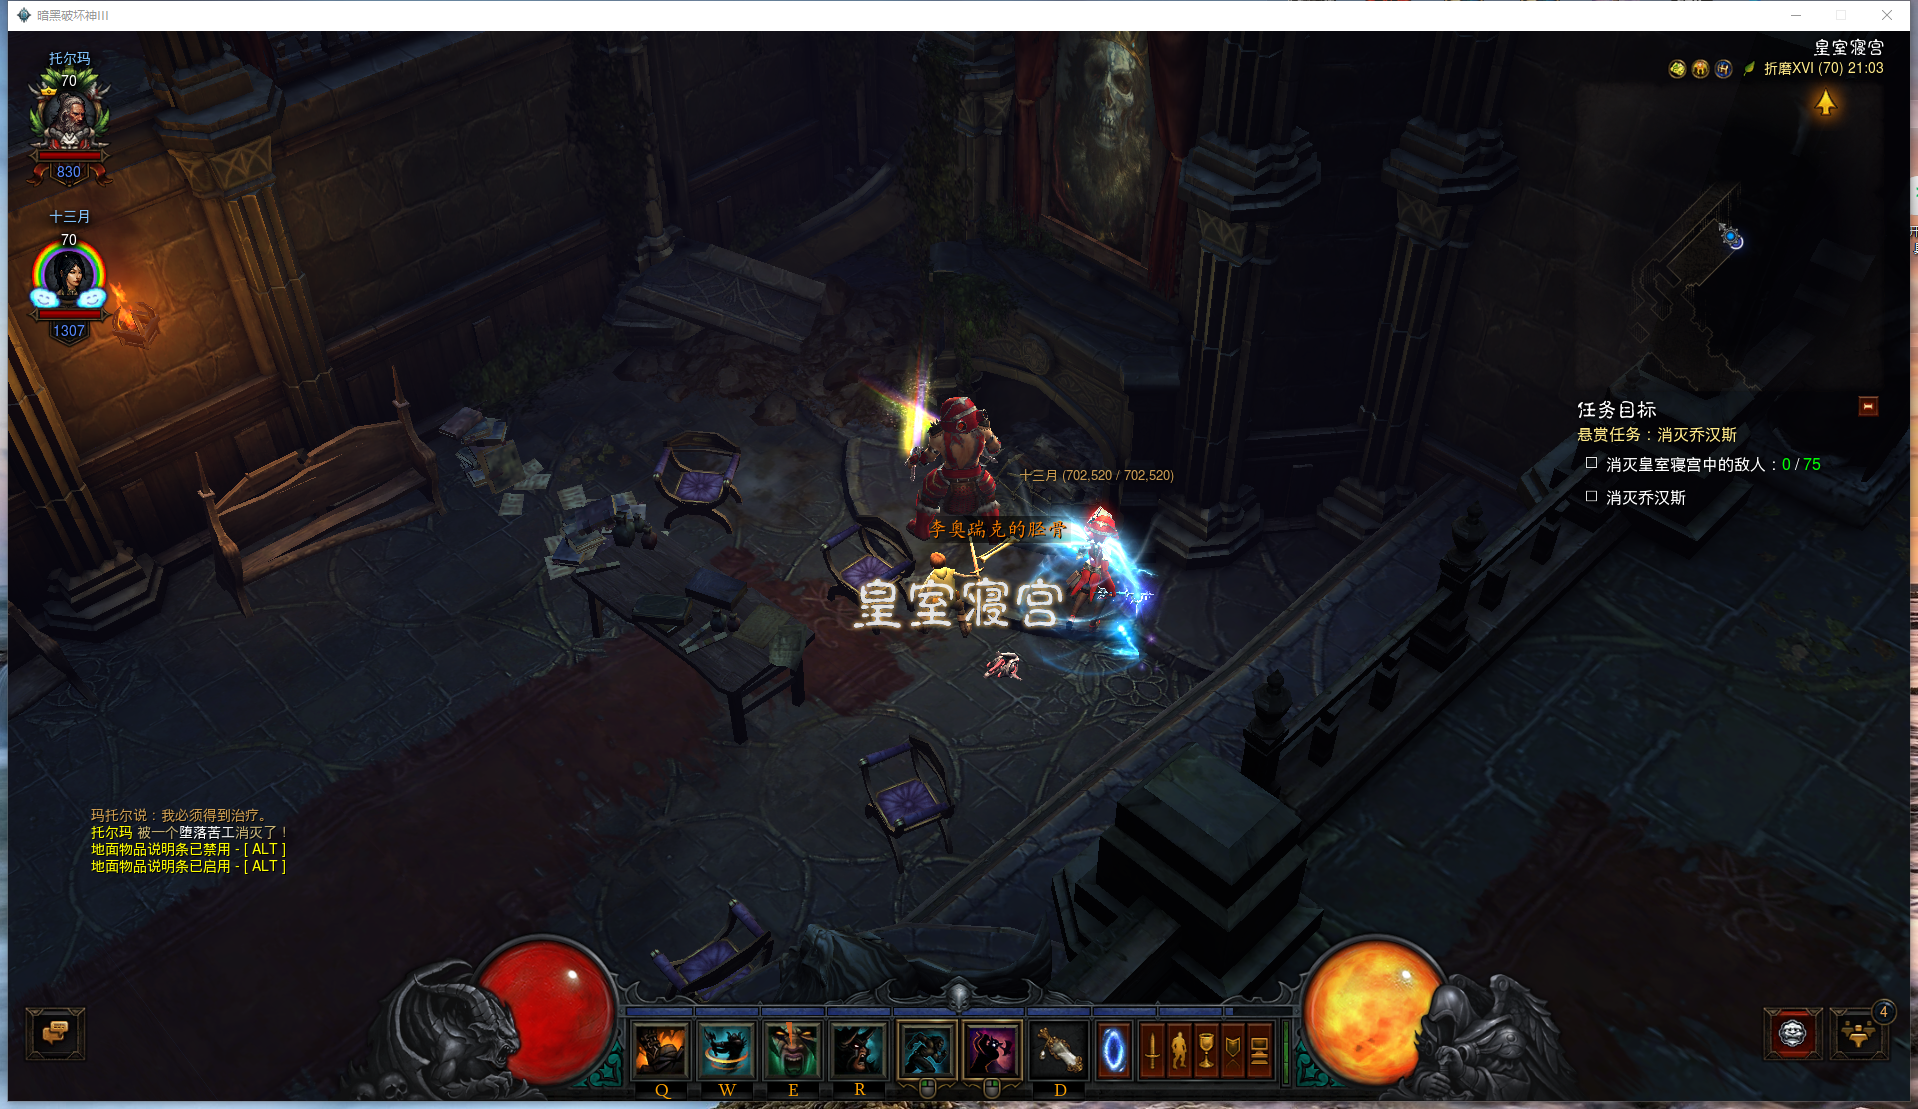 暗黑破坏神III
托尔玛
70
830
十三月
70
1307
皇室寝宫
折磨XVI (70) 21:03
任务目标
悬赏任务：消灭乔汉斯
消灭皇室寝宫中的敌人：0 / 75
消灭乔汉斯
十三月 (702,520 / 702,520)
李奥瑞克的胫骨
皇室寝宫
玛托尔说：我必须得到治疗。
托尔玛 被一个堕落苦工消灭了！
地面物品说明条已禁用 - [ ALT ]
地面物品说明条已启用 - [ ALT ]
4
Q W E R D